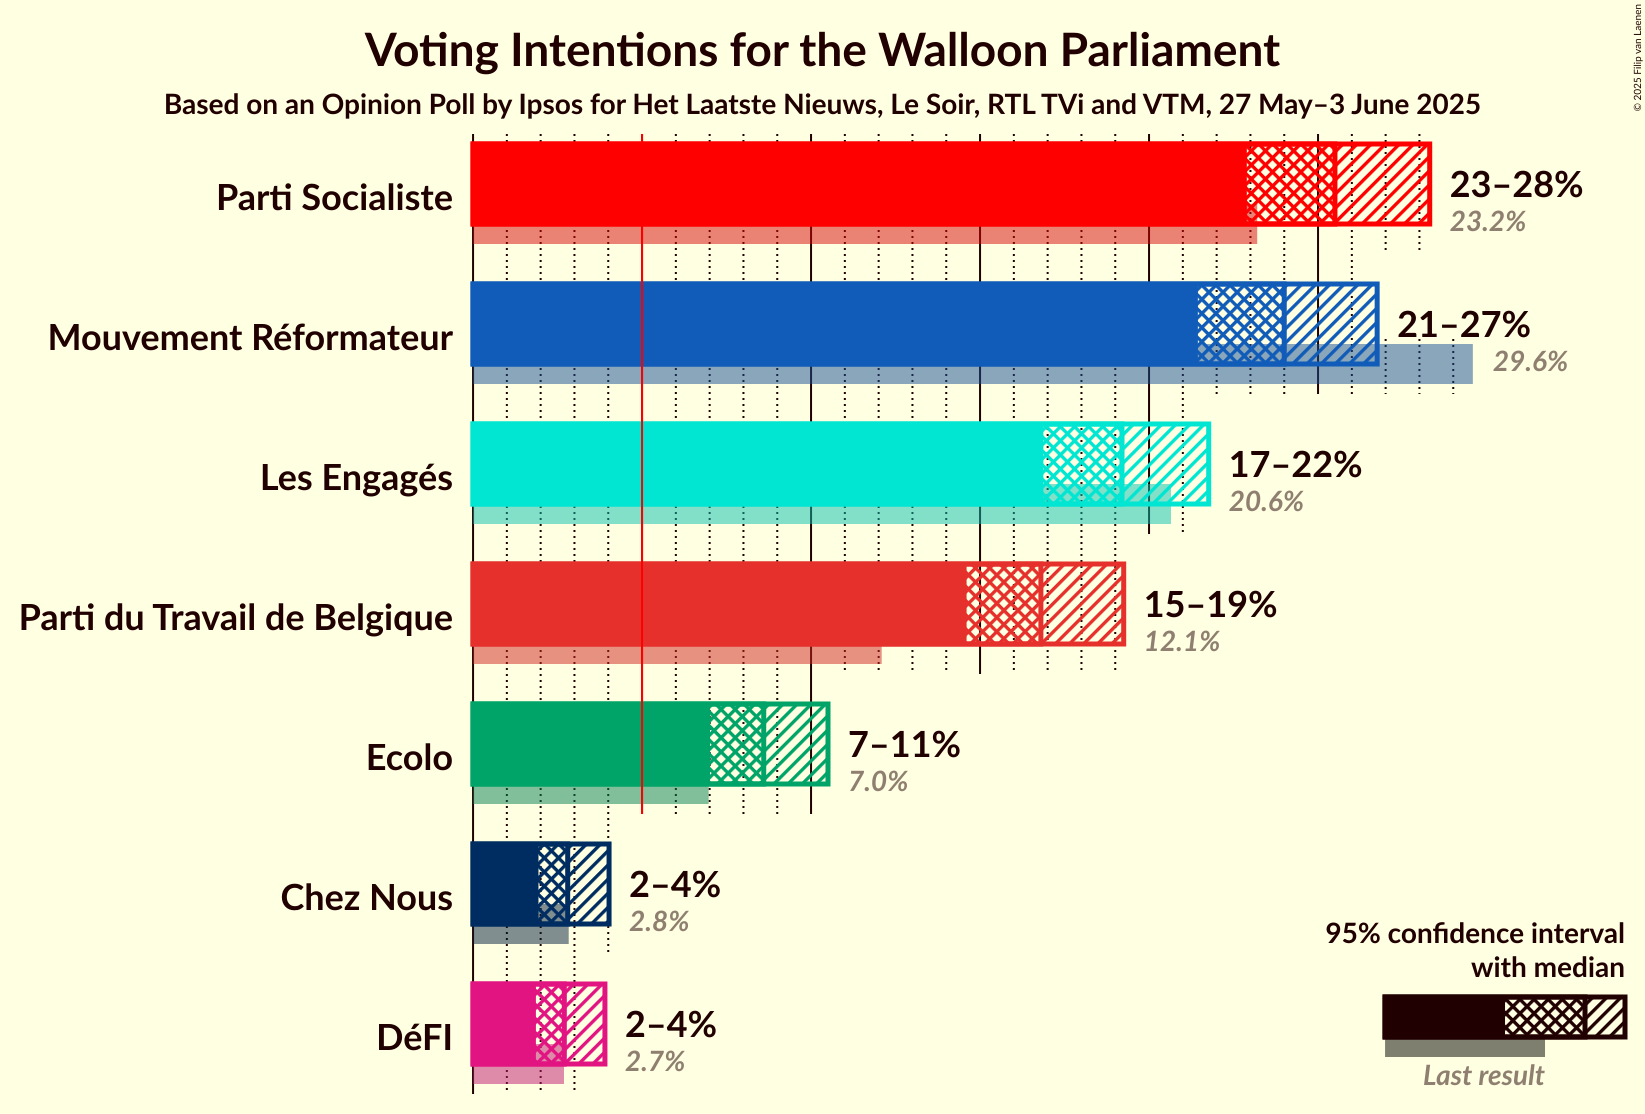 Voting Intentions for the Walloon Parliament
Based on an Opinion Poll by Ipsos for Het Laatste Nieuws, Le Soir, RTL TVi and VTM, 27 May–3 June 2025
© 2025 Filip van Laenen
Parti Socialiste
23–28%
23.2%
Mouvement Réformateur
21–27%
29.6%
Les Engagés
17–22%
20.6%
Parti du Travail de Belgique
15–19%
12.1%
Ecolo
7–11%
7.0%
Chez Nous
2–4%
2.8%
DéFI
2–4%
2.7%
95% confidence interval
with median
Last result